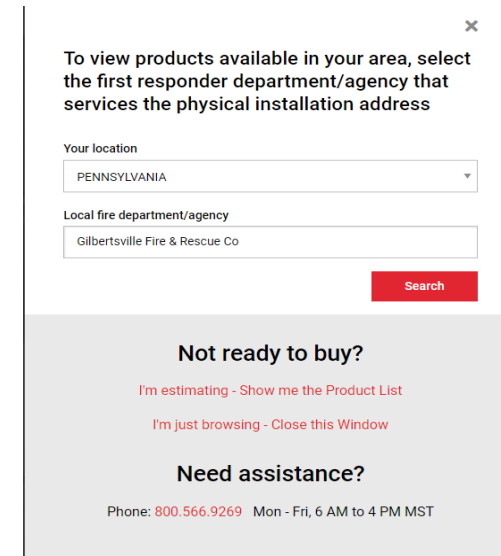 To view products available in your area, select
the first responder department/agency that
services the physical installation address
Your location
PENNSYLVANIA
Local fire department/agency
Gilbertsville Fire & Rescue Co
Search
Not ready to buy?
I'm estimating - Show me the Product List
I'm just browsing - Close this Window
Need assistance?
Phone: 800.566.9269 Mon - Fri, 6 AM to 4 PM MST